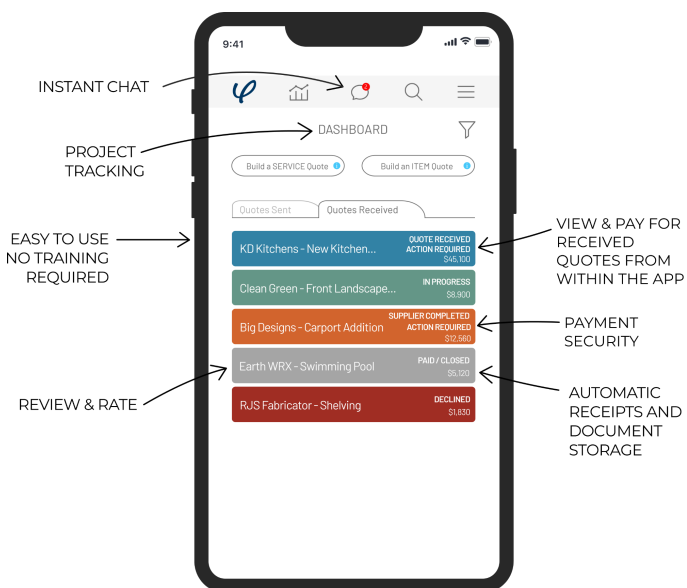 9:41
INSTANT CHAT
2
DASHBOARD
PROJECT
TRACKING
Build a SERVICE Quote
Build an ITEM Quote
Quotes Sent
Quotes Received
EASY TO USE
NO TRAINING
REQUIRED
KD Kitchens - New Kitchen...
QUOTE RECEIVED
ACTION REQUIRED
$45,100
VIEW & PAY FOR
RECEIVED
QUOTES FROM
WITHIN THE APP
Clean Green - Front Landscape...
IN PROGRESS
$8,900
Big Designs - Carport Addition
SUPPLIER COMPLETED
ACTION REQUIRED
$12,560
PAYMENT
SECURITY
Earth WRX - Swimming Pool
PAID / CLOSED
$5,120
REVIEW & RATE
RJS Fabricator - Shelving
DECLINED
$1,830
AUTOMATIC
RECEIPTS AND
DOCUMENT
STORAGE